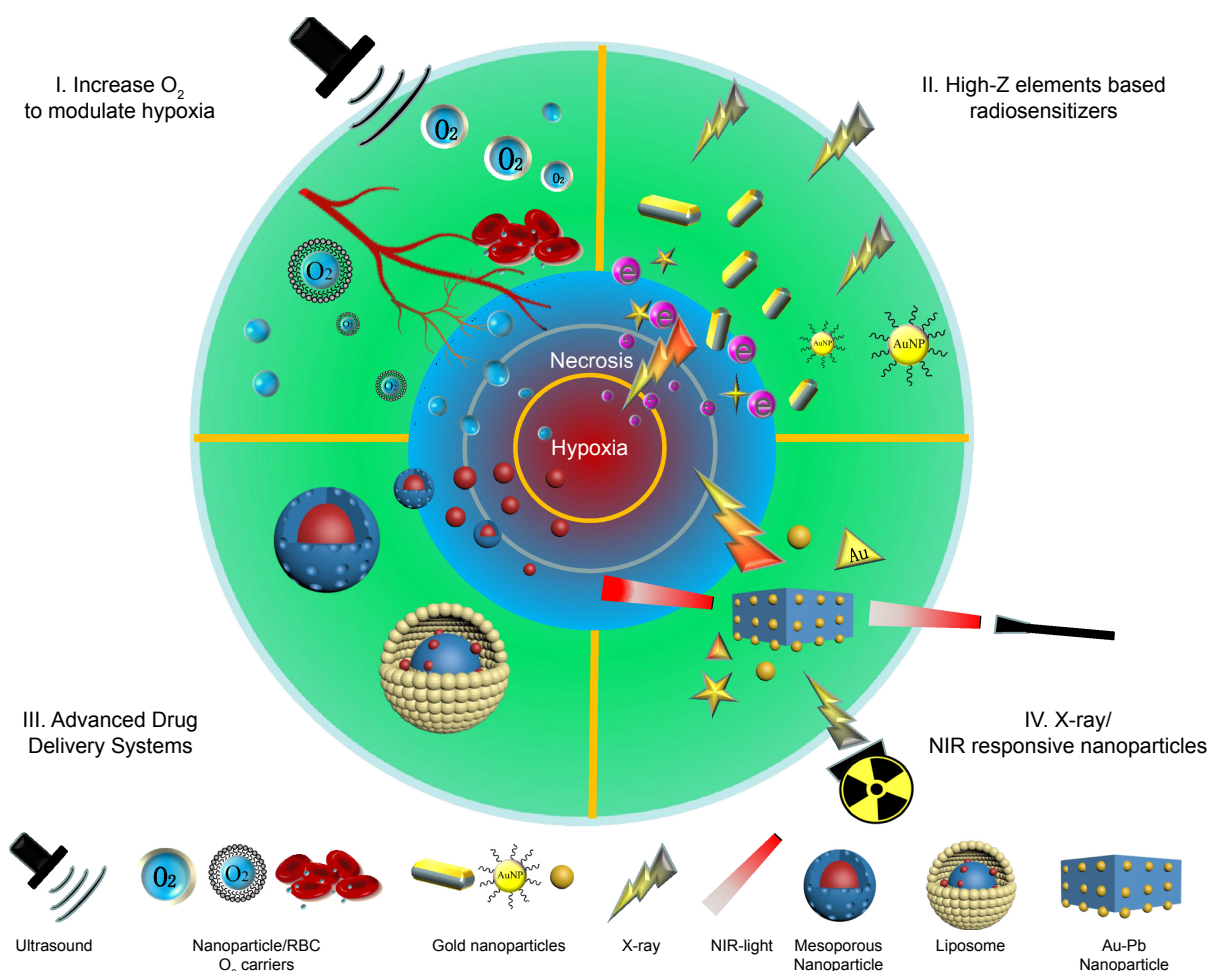 I. Increase O₂
to modulate hypoxia
II. High-Z elements based
radiosensitizers
O₂
O₂
O₂
O₂
O₂
O₂
e
e
e
e
AuNP
AuNP
Necrosis
Hypoxia
Au
III. Advanced Drug
Delivery Systems
IV. X-ray/
NIR responsive nanoparticles
O₂
O₂
AuNP
Ultrasound
Nanoparticle/RBC
O₂ carriers
Gold nanoparticles
X-ray
NIR-light
Mesoporous
Nanoparticle
Liposome
Au-Pb
Nanoparticle